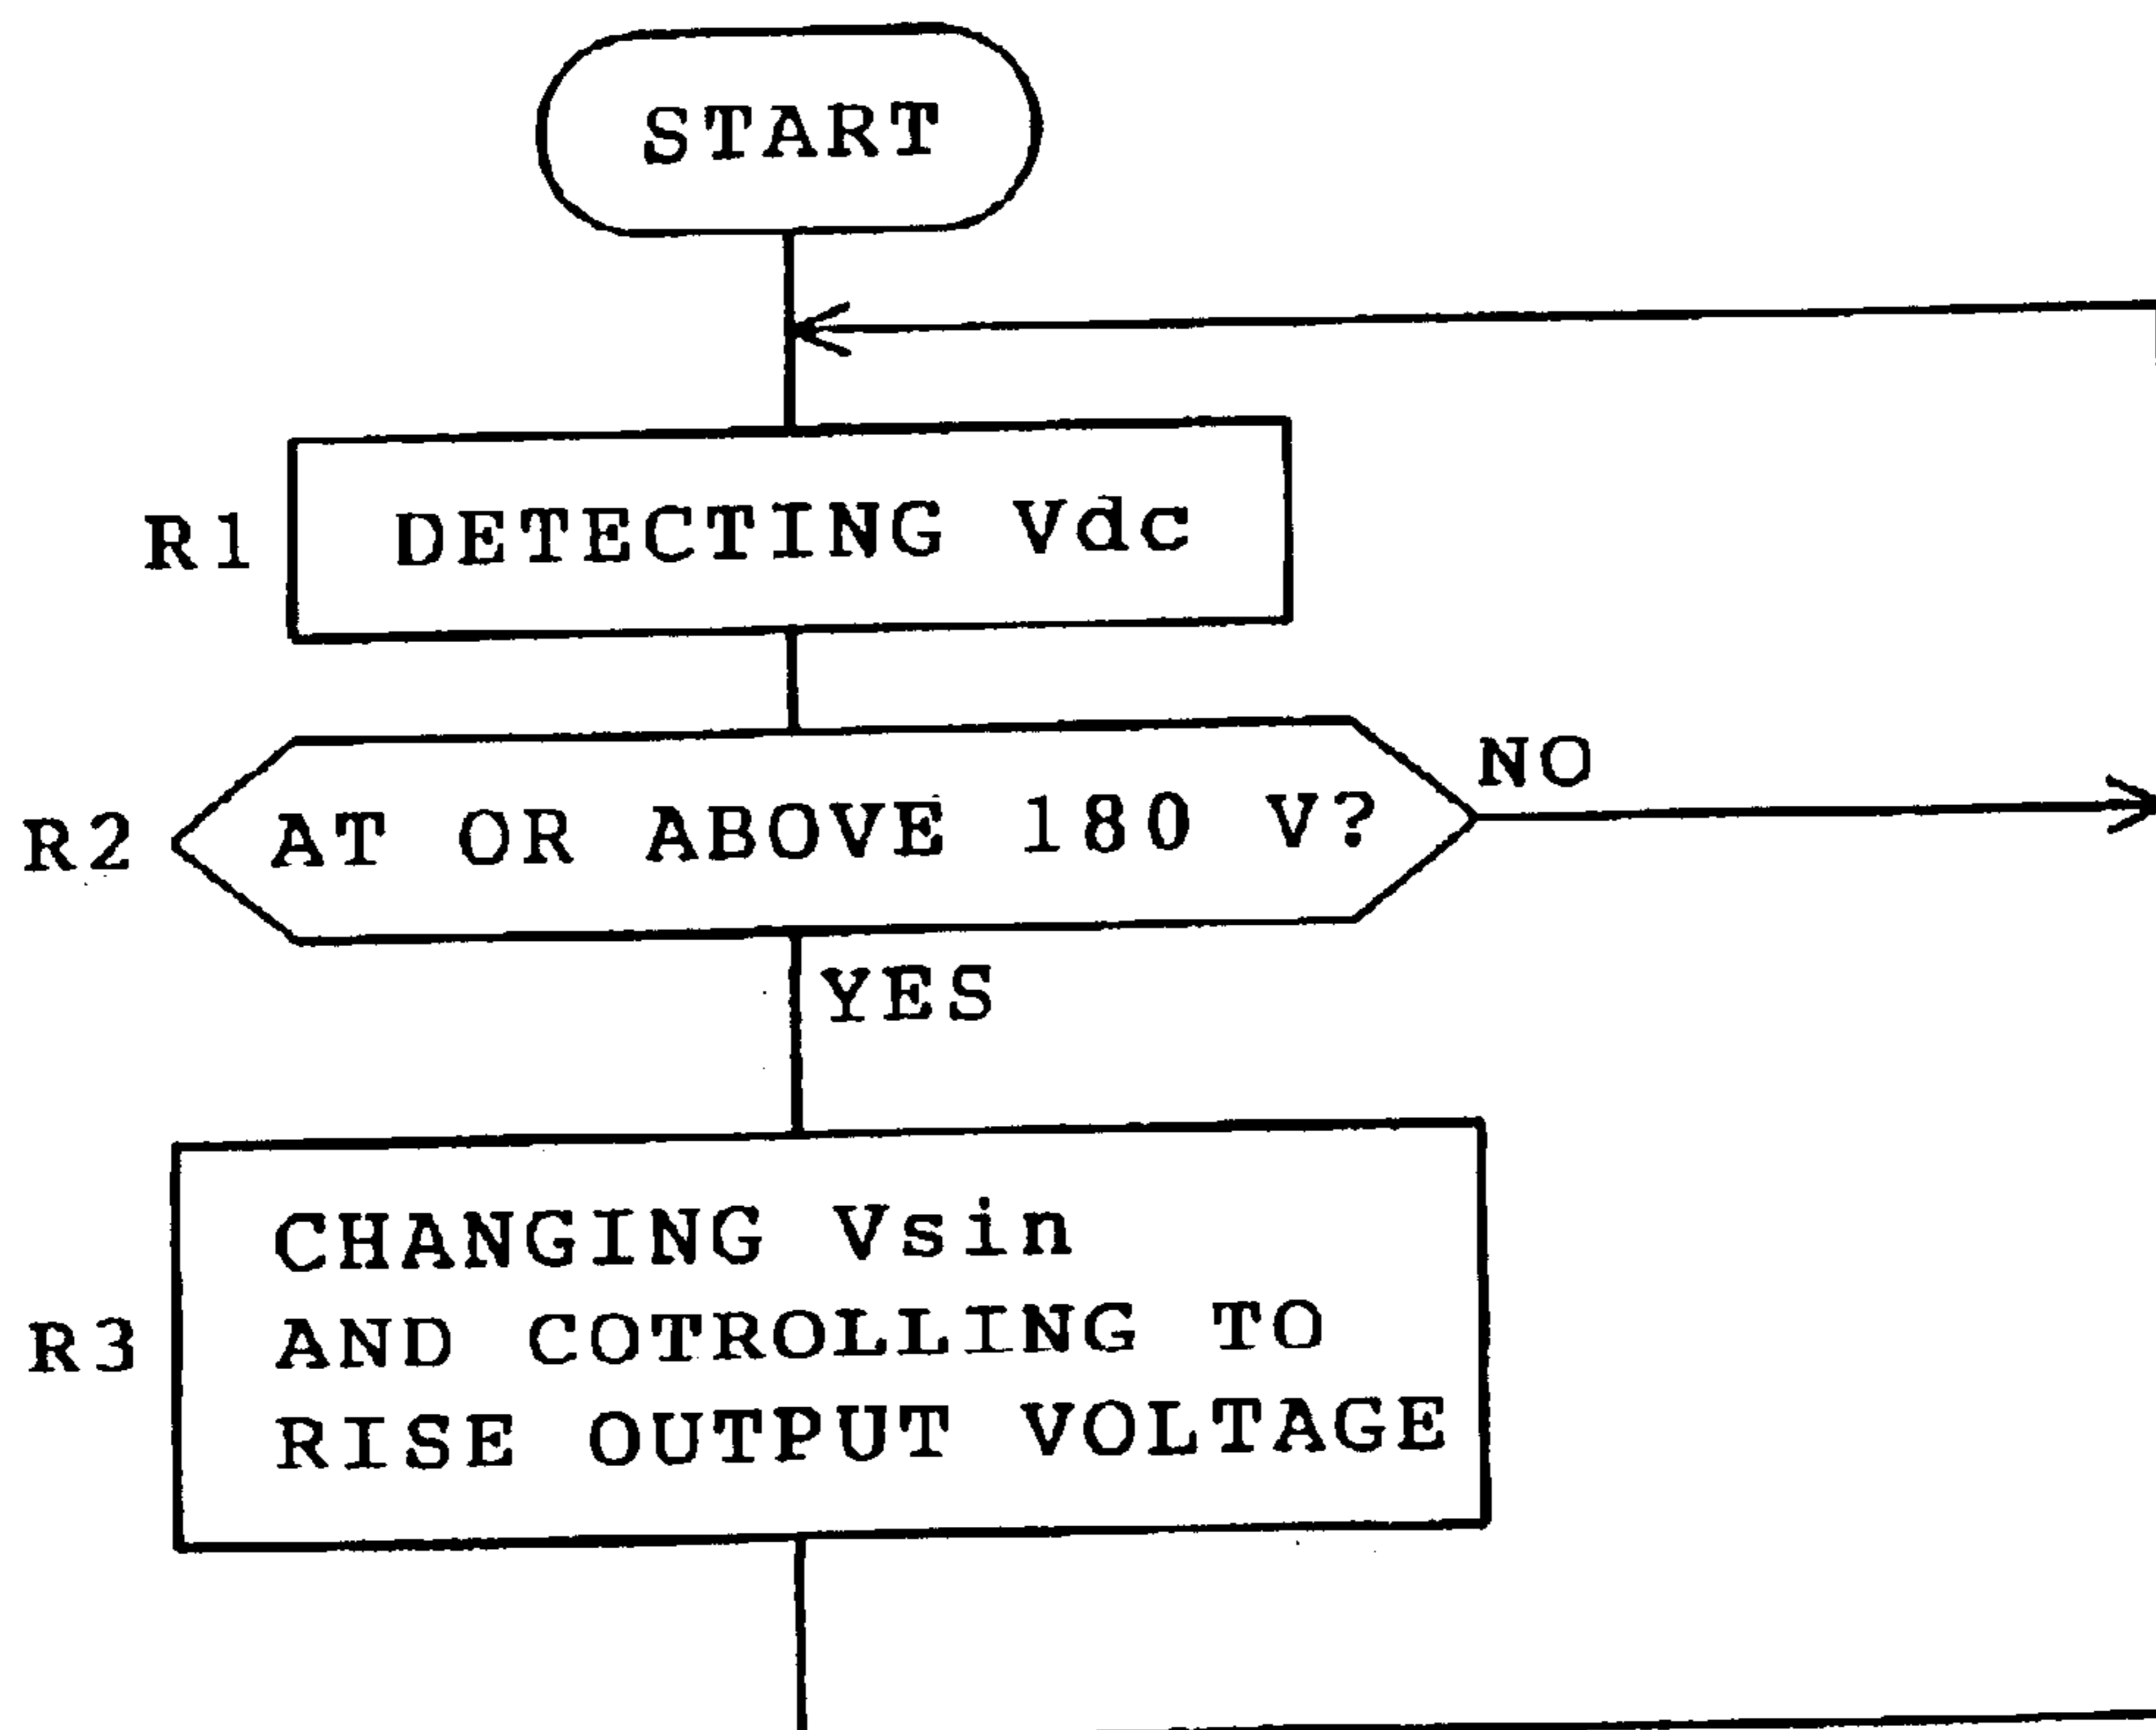 START
R1 DETECTING Vdc
NO
R2 AT OR ABOVE 180 V?
YES
CHANGING Vsin
R3 AND COTROLLING TO
RISE OUTPUT VOLTAGE